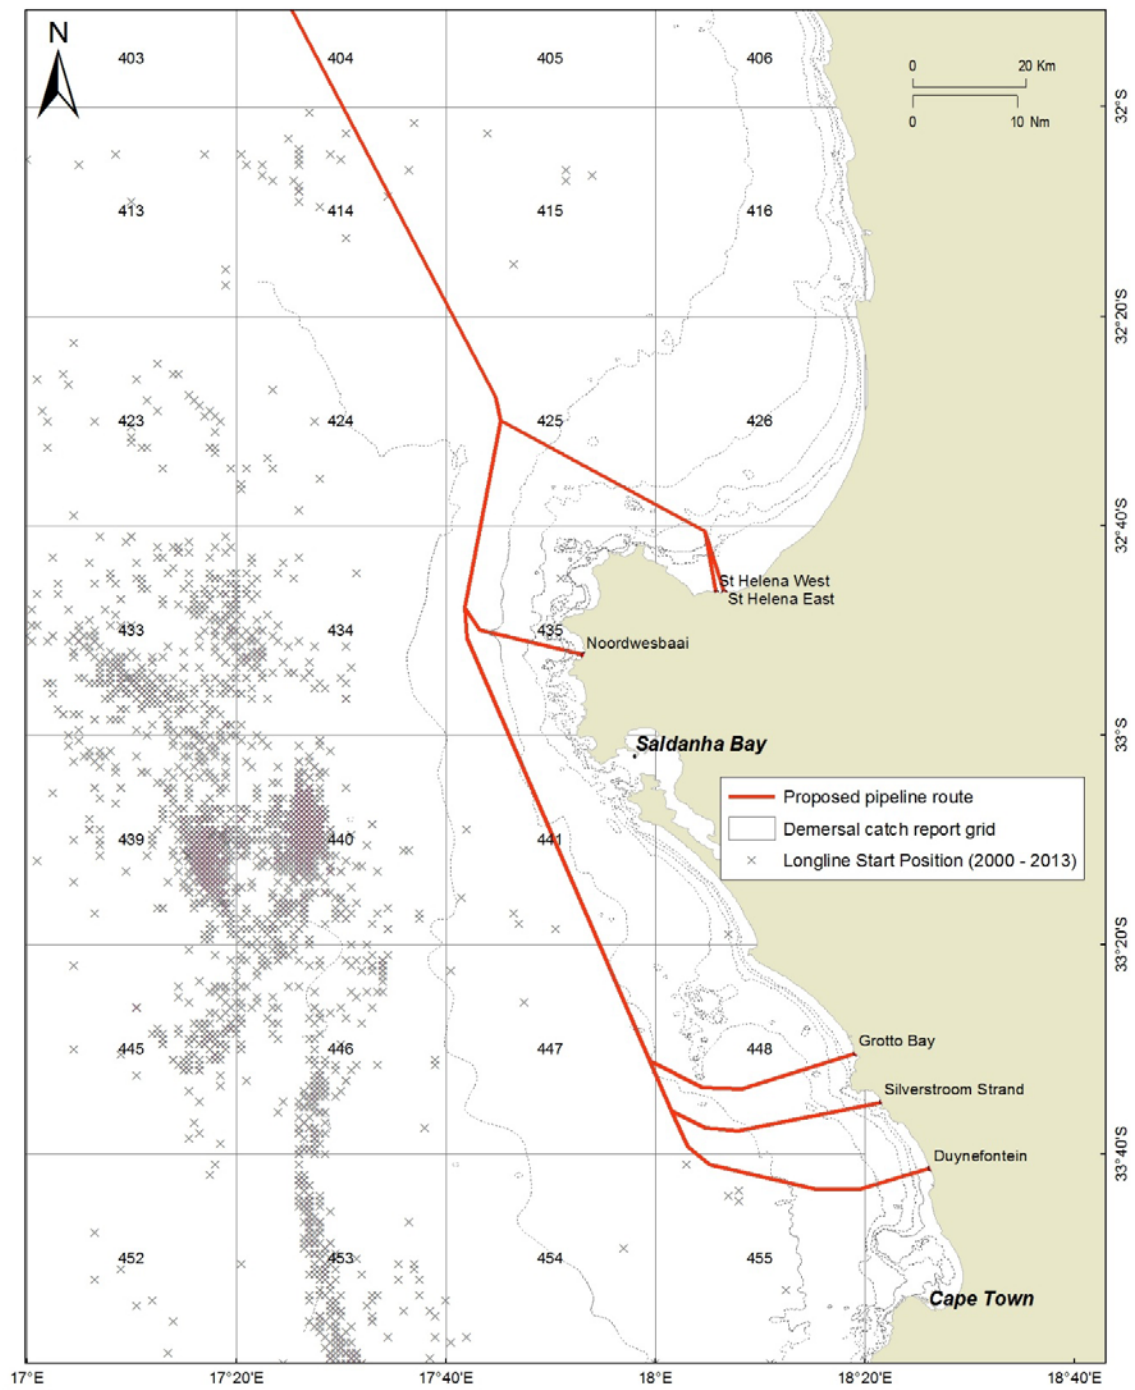 N
403 404 405 406
0 20 Km
0 10 Nm
32°S
413 414 415 416
32°20'S
423 424 425 426
32°40'S
St Helena West
St Helena East
433 434 435
Noordwesbaai
33°S
Saldanha Bay
Proposed pipeline route
Demersal catch report grid
Longline Start Position (2000 - 2013)
439 440 441
33°20'S
Grotto Bay
445 446 447 448
Silverstroom Strand
33°40'S
Duynefontein
452 453 454 455
Cape Town
17°E 17°20'E 17°40'E 18°E 18°20'E 18°40'E